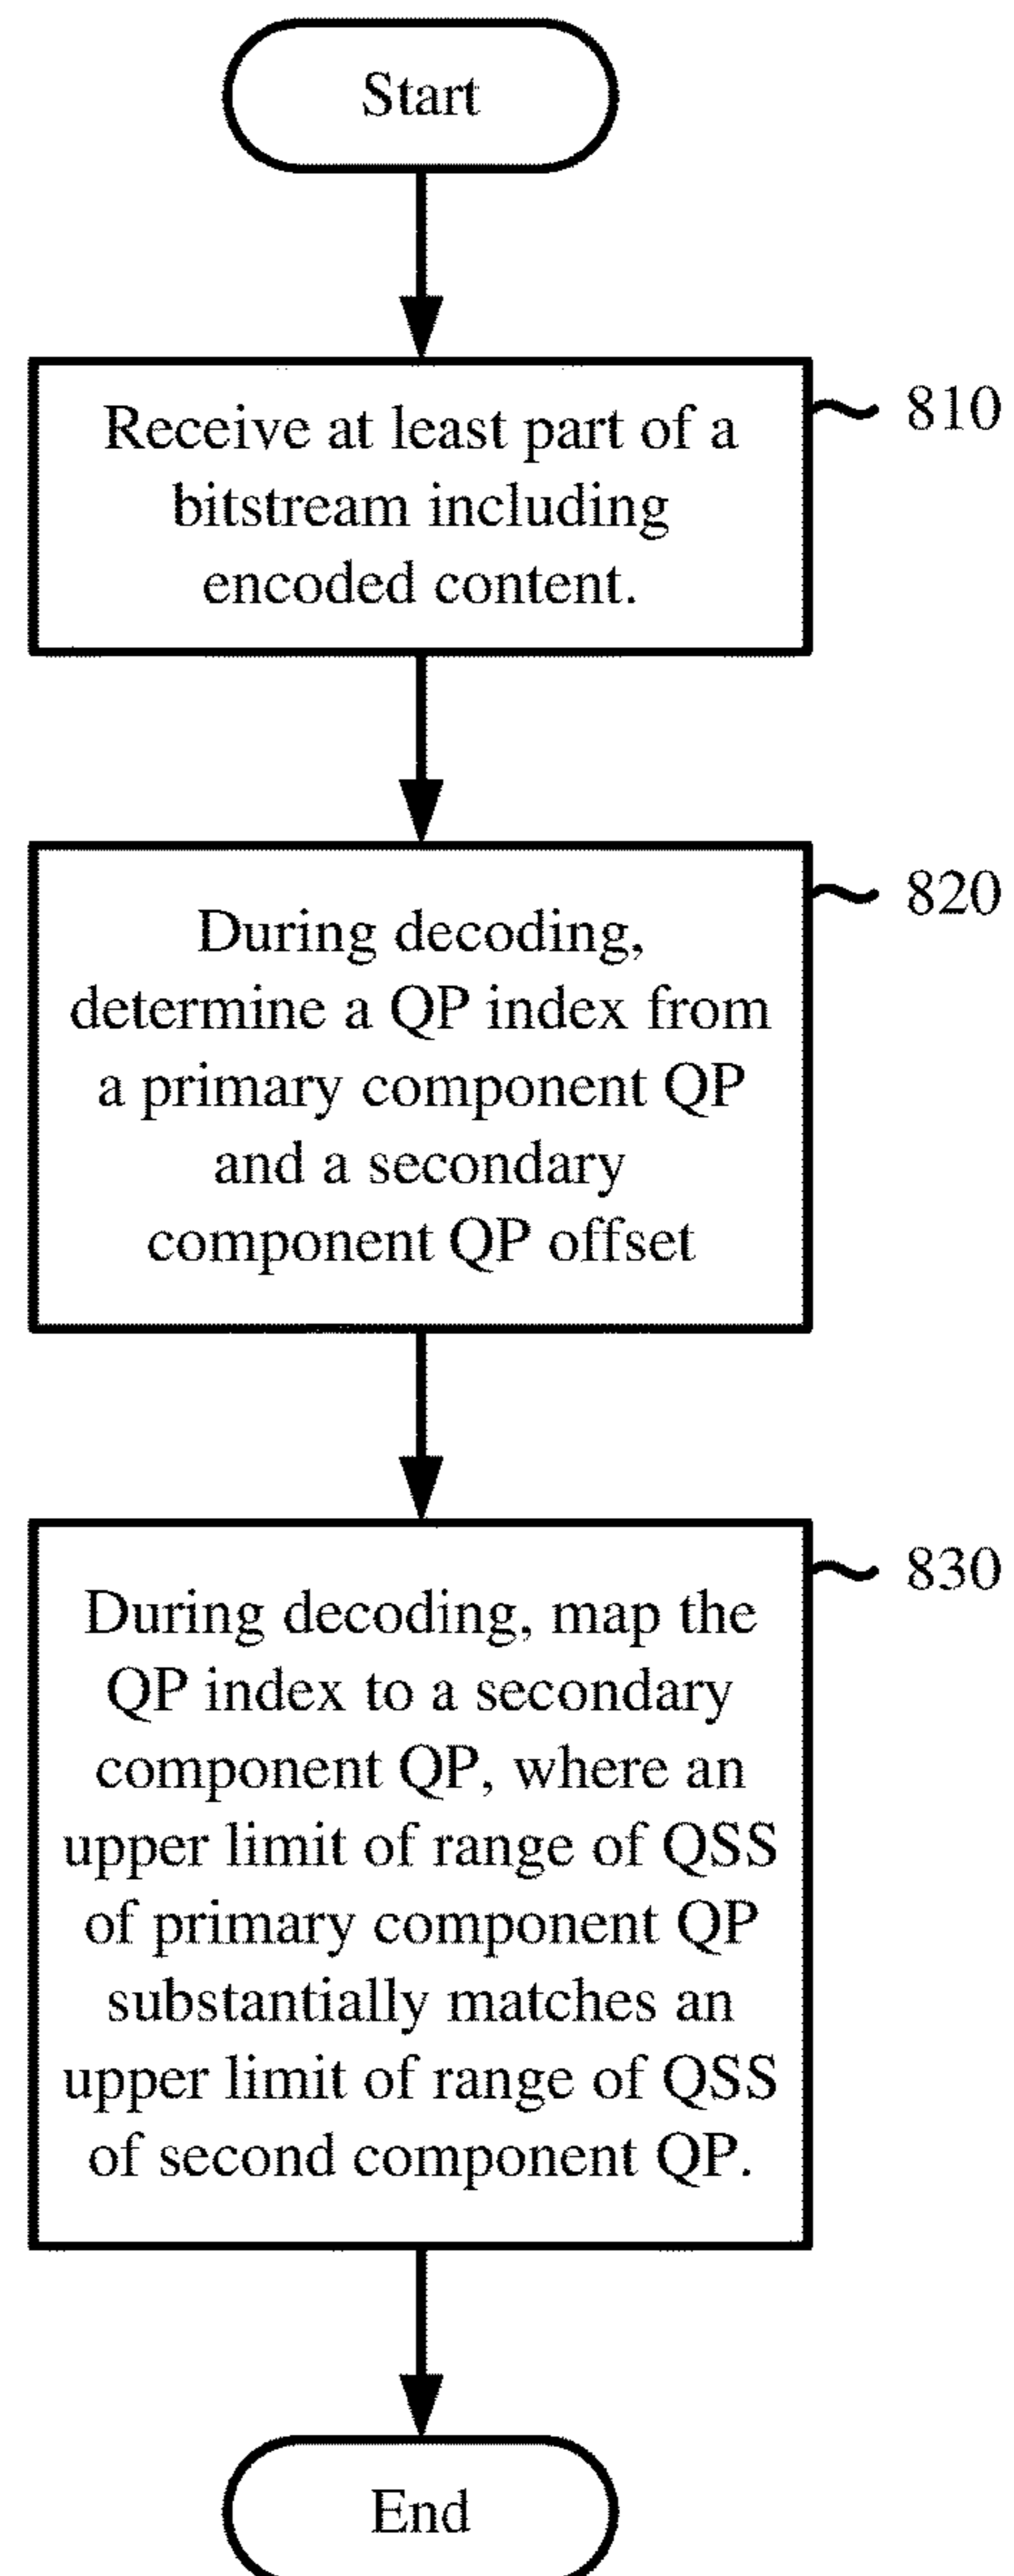 Start
Receive at least part of a
bitstream including
encoded content.
810
During decoding,
determine a QP index from
a primary component QP
and a secondary
component QP offset
820
During decoding, map the
QP index to a secondary
component QP, where an
upper limit of range of QSS
of primary component QP
substantially matches an
upper limit of range of QSS
of second component QP.
830
End